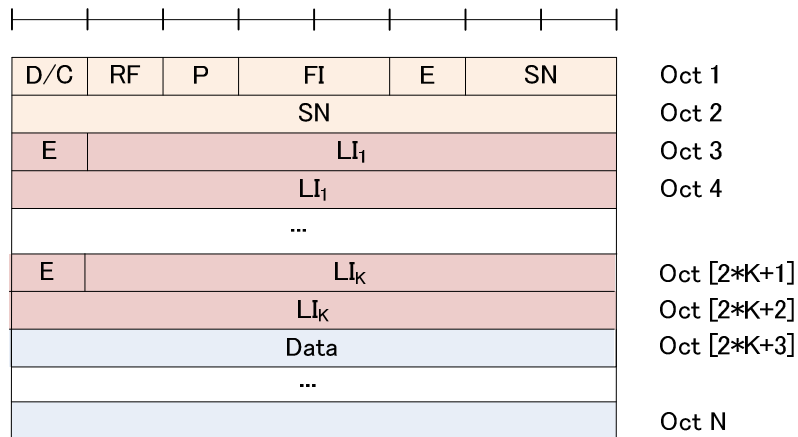 D/C RF P FI E SN Oct 1
SN Oct 2
E LI₁ Oct 3
LI₁ Oct 4
...
E LIₖ Oct [2*K+1]
LIₖ Oct [2*K+2]
Data Oct [2*K+3]
...
Oct N